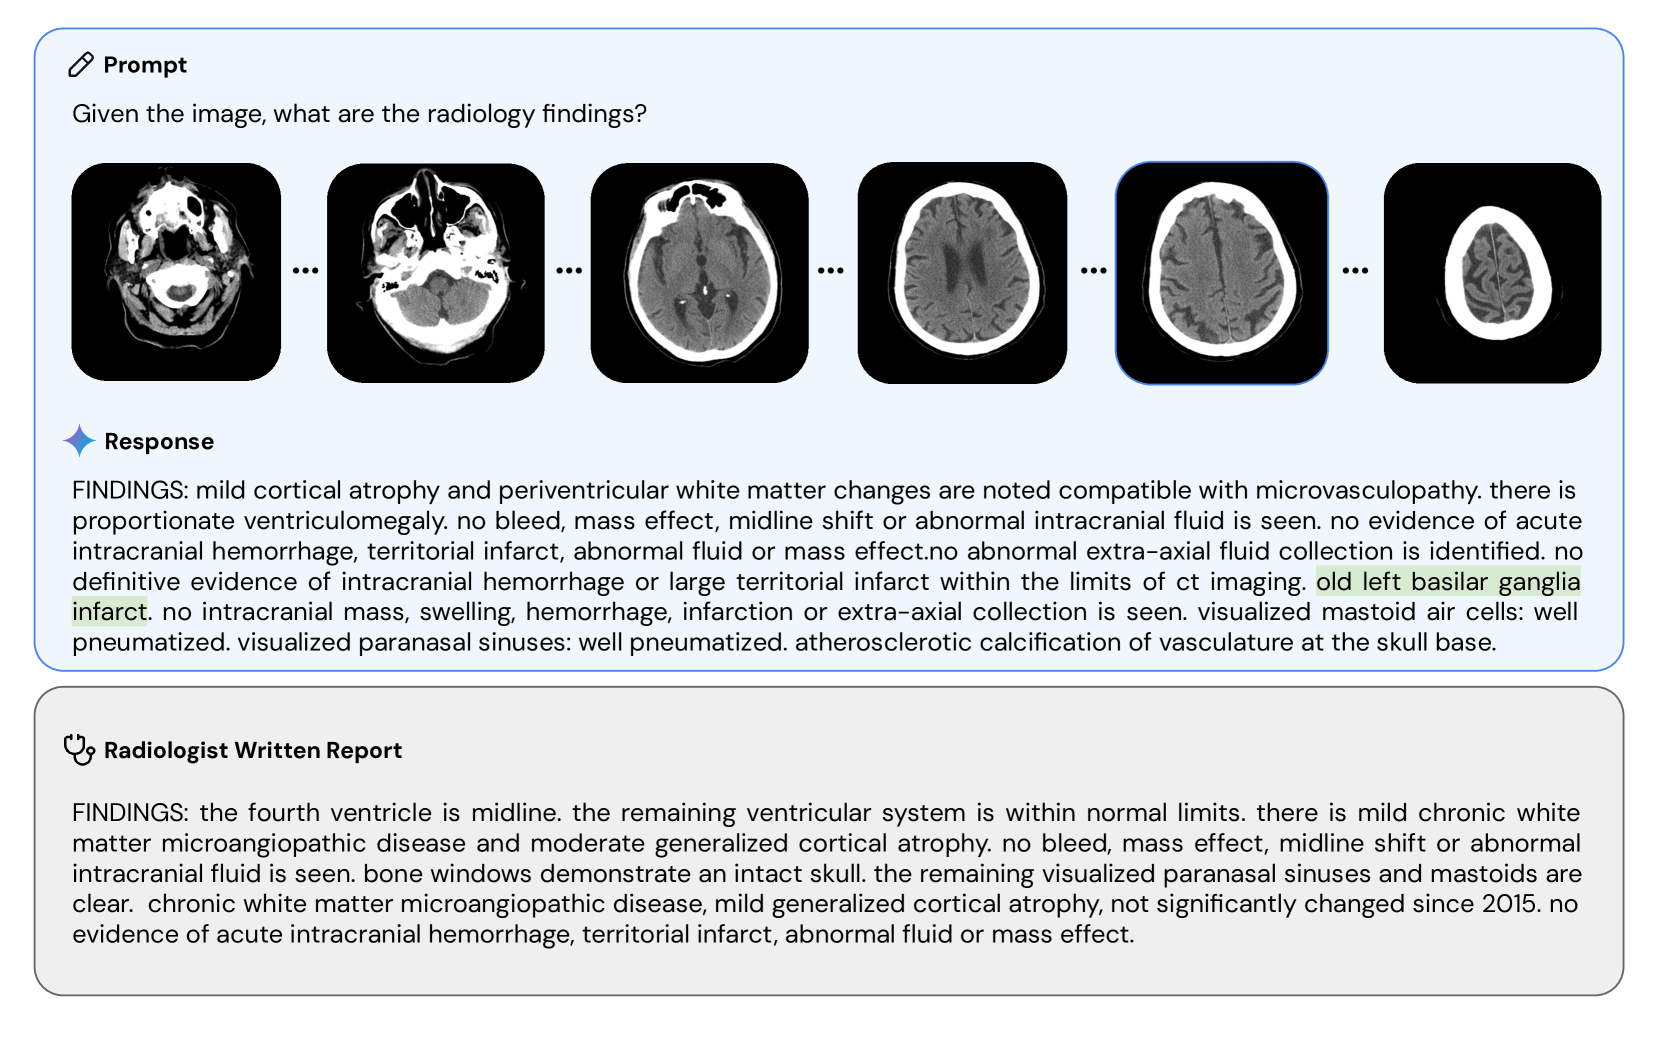 Prompt
Given the image, what are the radiology findings?
Response
FINDINGS: mild cortical atrophy and periventricular white matter changes are noted compatible with microvasculopathy. there is
proportionate ventriculomegaly. no bleed, mass effect, midline shift or abnormal intracranial fluid is seen. no evidence of acute
intracranial hemorrhage, territorial infarct, abnormal fluid or mass effect.no abnormal extra-axial fluid collection is identified. no
definitive evidence of intracranial hemorrhage or large territorial infarct within the limits of ct imaging. old left basilar ganglia
infarct. no intracranial mass, swelling, hemorrhage, infarction or extra-axial collection is seen. visualized mastoid air cells: well
pneumatized. visualized paranasal sinuses: well pneumatized. atherosclerotic calcification of vasculature at the skull base.
Radiologist Written Report
FINDINGS: the fourth ventricle is midline. the remaining ventricular system is within normal limits. there is mild chronic white
matter microangiopathic disease and moderate generalized cortical atrophy. no bleed, mass effect, midline shift or abnormal
intracranial fluid is seen. bone windows demonstrate an intact skull. the remaining visualized paranasal sinuses and mastoids are
clear. chronic white matter microangiopathic disease, mild generalized cortical atrophy, not significantly changed since 2015. no
evidence of acute intracranial hemorrhage, territorial infarct, abnormal fluid or mass effect.